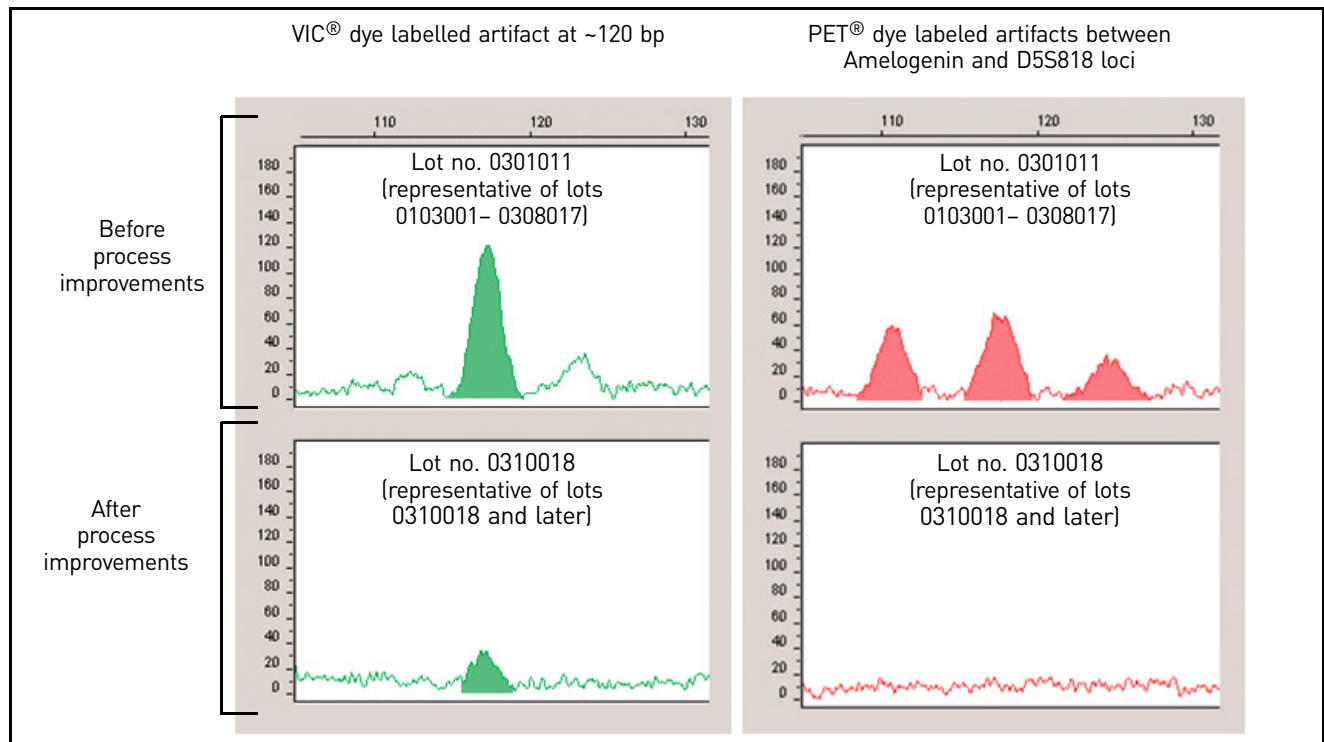 VIC® dye labelled artifact at ~120 bp
PET® dye labeled artifacts between
Amelogenin and D5S818 loci
Before
process
improvements
110 120 130
180
160
140
120
100
80
60
40
20
0
Lot no. 0301011
(representative of lots
0103001– 0308017)
110 120 130
180
160
140
120
100
80
60
40
20
0
Lot no. 0301011
(representative of lots
0103001– 0308017)
After
process
improvements
180
160
140
120
100
80
60
40
20
0
Lot no. 0310018
(representative of lots
0310018 and later)
180
160
140
120
100
80
60
40
20
0
Lot no. 0310018
(representative of lots
0310018 and later)